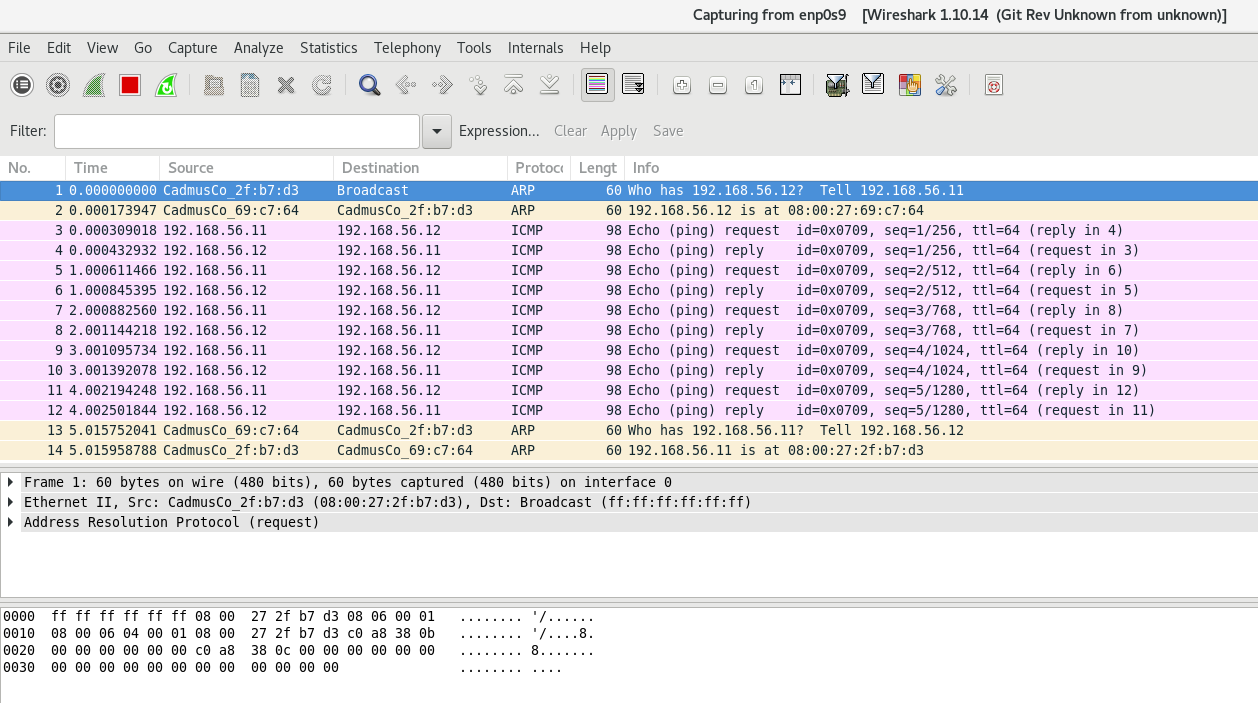 Capturing from enp0s9 [Wireshark 1.10.14 (Git Rev Unknown from unknown)]
File Edit View Go Capture Analyze Statistics Telephony Tools Internals Help
Filter: Expression... Clear Apply Save
No. Time Source Destination Protoco Lengt Info
1 0.000000000 CadmusCo_2f:b7:d3 Broadcast ARP 60 Who has 192.168.56.12? Tell 192.168.56.11
2 0.000173947 CadmusCo_69:c7:64 CadmusCo_2f:b7:d3 ARP 60 192.168.56.12 is at 08:00:27:69:c7:64
3 0.000309018 192.168.56.11 192.168.56.12 ICMP 98 Echo (ping) request id=0x0709, seq=1/256, ttl=64 (reply in 4)
4 0.000432932 192.168.56.12 192.168.56.11 ICMP 98 Echo (ping) reply id=0x0709, seq=1/256, ttl=64 (request in 3)
5 1.000611466 192.168.56.11 192.168.56.12 ICMP 98 Echo (ping) request id=0x0709, seq=2/512, ttl=64 (reply in 6)
6 1.000845395 192.168.56.12 192.168.56.11 ICMP 98 Echo (ping) reply id=0x0709, seq=2/512, ttl=64 (request in 5)
7 2.000882560 192.168.56.11 192.168.56.12 ICMP 98 Echo (ping) request id=0x0709, seq=3/768, ttl=64 (reply in 8)
8 2.001144218 192.168.56.12 192.168.56.11 ICMP 98 Echo (ping) reply id=0x0709, seq=3/768, ttl=64 (request in 7)
9 3.001095734 192.168.56.11 192.168.56.12 ICMP 98 Echo (ping) request id=0x0709, seq=4/1024, ttl=64 (reply in 10)
10 3.001392078 192.168.56.12 192.168.56.11 ICMP 98 Echo (ping) reply id=0x0709, seq=4/1024, ttl=64 (request in 9)
11 4.002194248 192.168.56.11 192.168.56.12 ICMP 98 Echo (ping) request id=0x0709, seq=5/1280, ttl=64 (reply in 12)
12 4.002501844 192.168.56.12 192.168.56.11 ICMP 98 Echo (ping) reply id=0x0709, seq=5/1280, ttl=64 (request in 11)
13 5.015752041 CadmusCo_69:c7:64 CadmusCo_2f:b7:d3 ARP 60 Who has 192.168.56.11? Tell 192.168.56.12
14 5.015958788 CadmusCo_2f:b7:d3 CadmusCo_69:c7:64 ARP 60 192.168.56.11 is at 08:00:27:2f:b7:d3
Frame 1: 60 bytes on wire (480 bits), 60 bytes captured (480 bits) on interface 0
Ethernet II, Src: CadmusCo_2f:b7:d3 (08:00:27:2f:b7:d3), Dst: Broadcast (ff:ff:ff:ff:ff:ff)
Address Resolution Protocol (request)
0000 ff ff ff ff ff ff 08 00 27 2f b7 d3 08 06 00 01 ........ '/......
0010 08 00 06 04 00 01 08 00 27 2f b7 d3 c0 a8 38 0b ........ '/....8.
0020 00 00 00 00 00 00 c0 a8 38 0c 00 00 00 00 00 00 ........ 8.......
0030 00 00 00 00 00 00 00 00 00 00 00 00 ........ ....